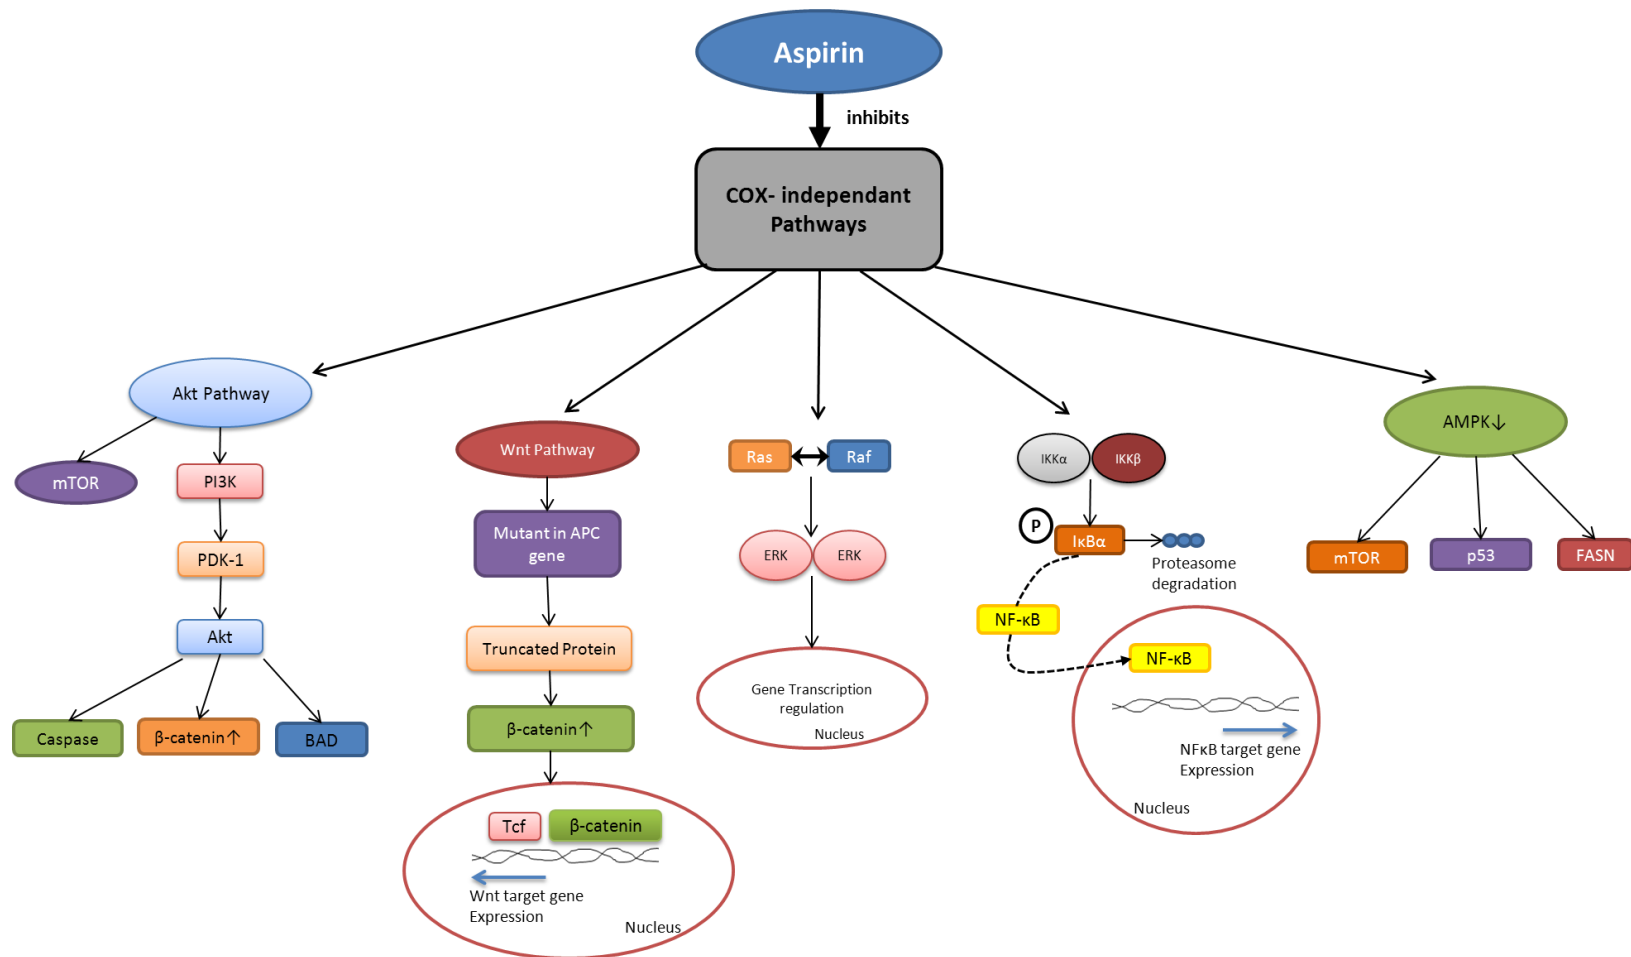 Aspirin
inhibits
COX- independant
Pathways
Akt Pathway
mTOR
PI3K
PDK-1
Akt
Caspase
β-catenin↑
BAD
Wnt Pathway
Mutant in APC
gene
Truncated Protein
β-catenin↑
Tcf
β-catenin
Wnt target gene
Expression
Nucleus
Ras
Raf
ERK
ERK
Gene Transcription
regulation
Nucleus
IKKα
IKKβ
P
IκBα
Proteasome
degradation
NF-κB
NF-κB
NFκB target gene
Expression
Nucleus
AMPK↓
mTOR
p53
FASN